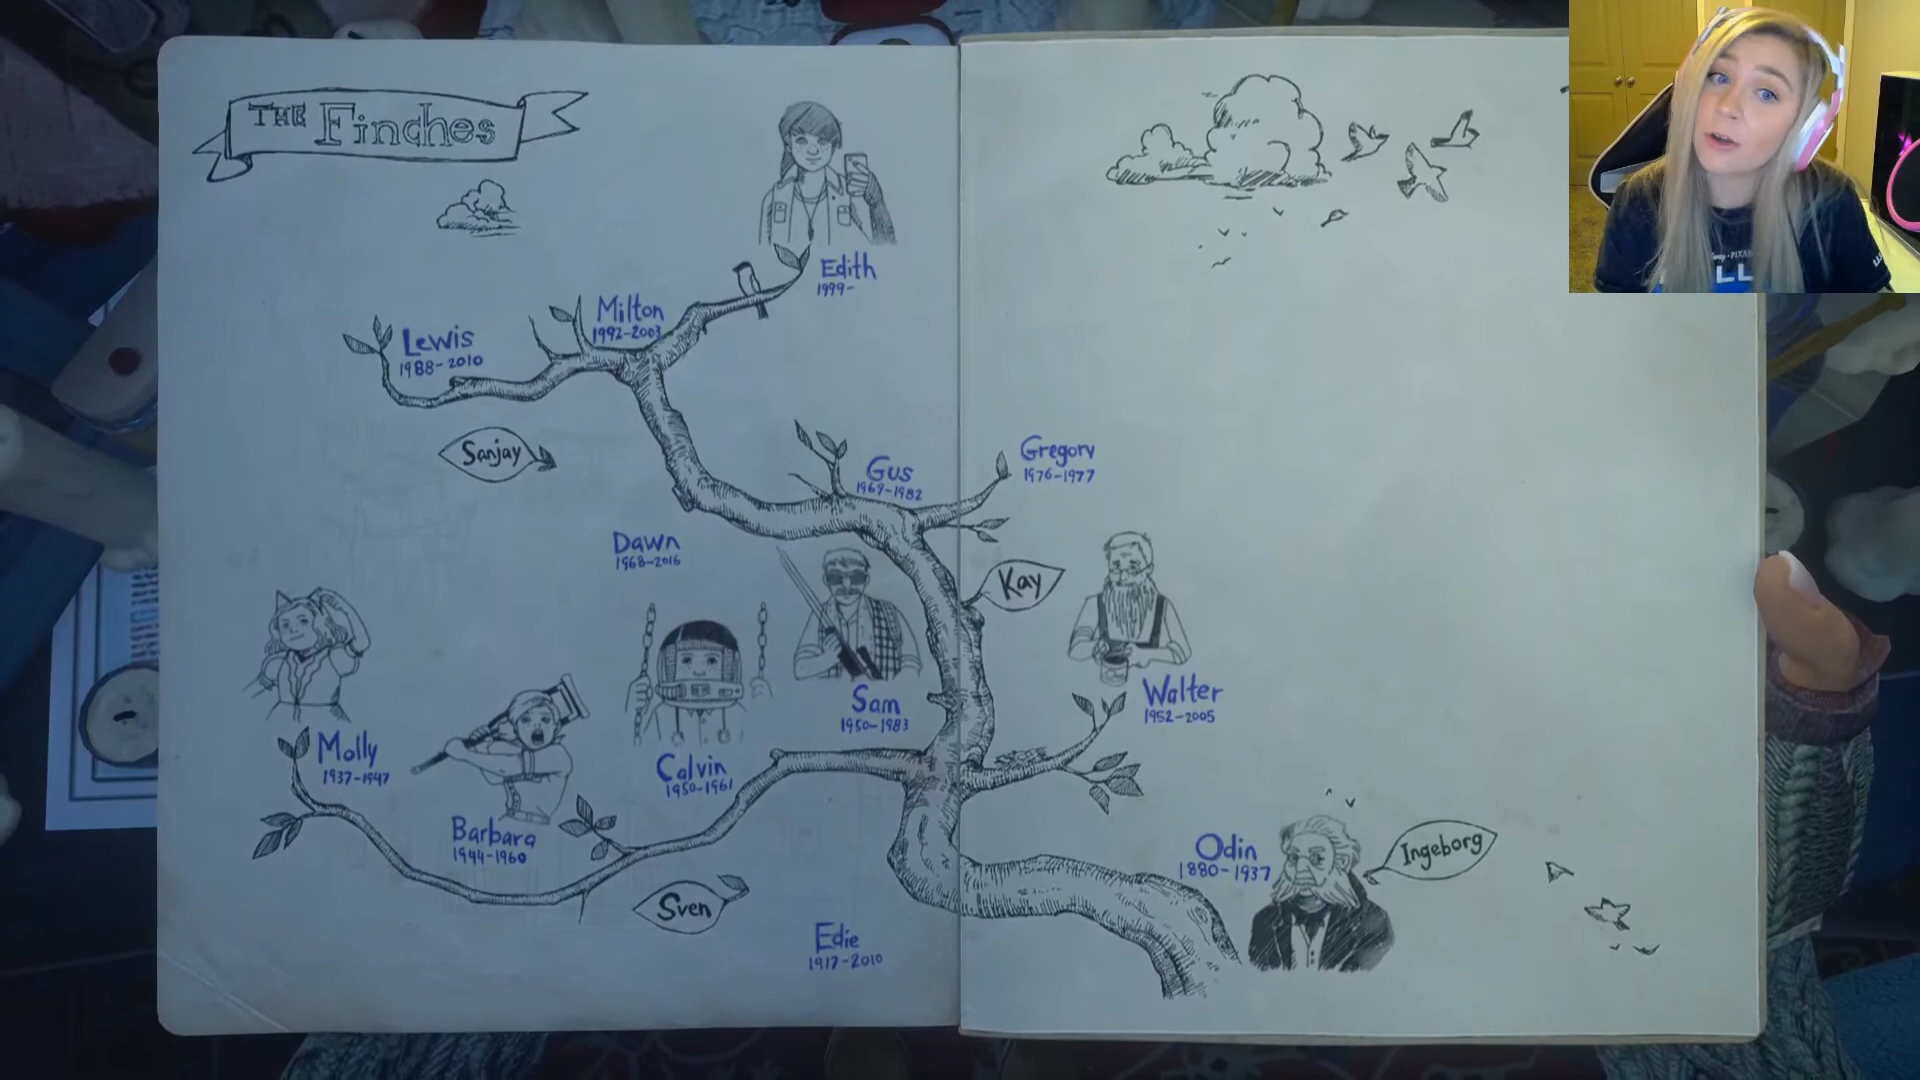 THE Finches
Edith
1999-
Milton
1992-2003
Lewis
1988-2010
Sanjay
Gregory
1976-1977
Gus
1969-1982
Dawn
1968-2016
Kay
Sam
1950-1983
Walter
1952-2005
Molly
1937-1947
Calvin
1950-1961
Barbara
1944-1960
Odin
1880-1937
Ingeborg
Sven
Edie
1917-2010